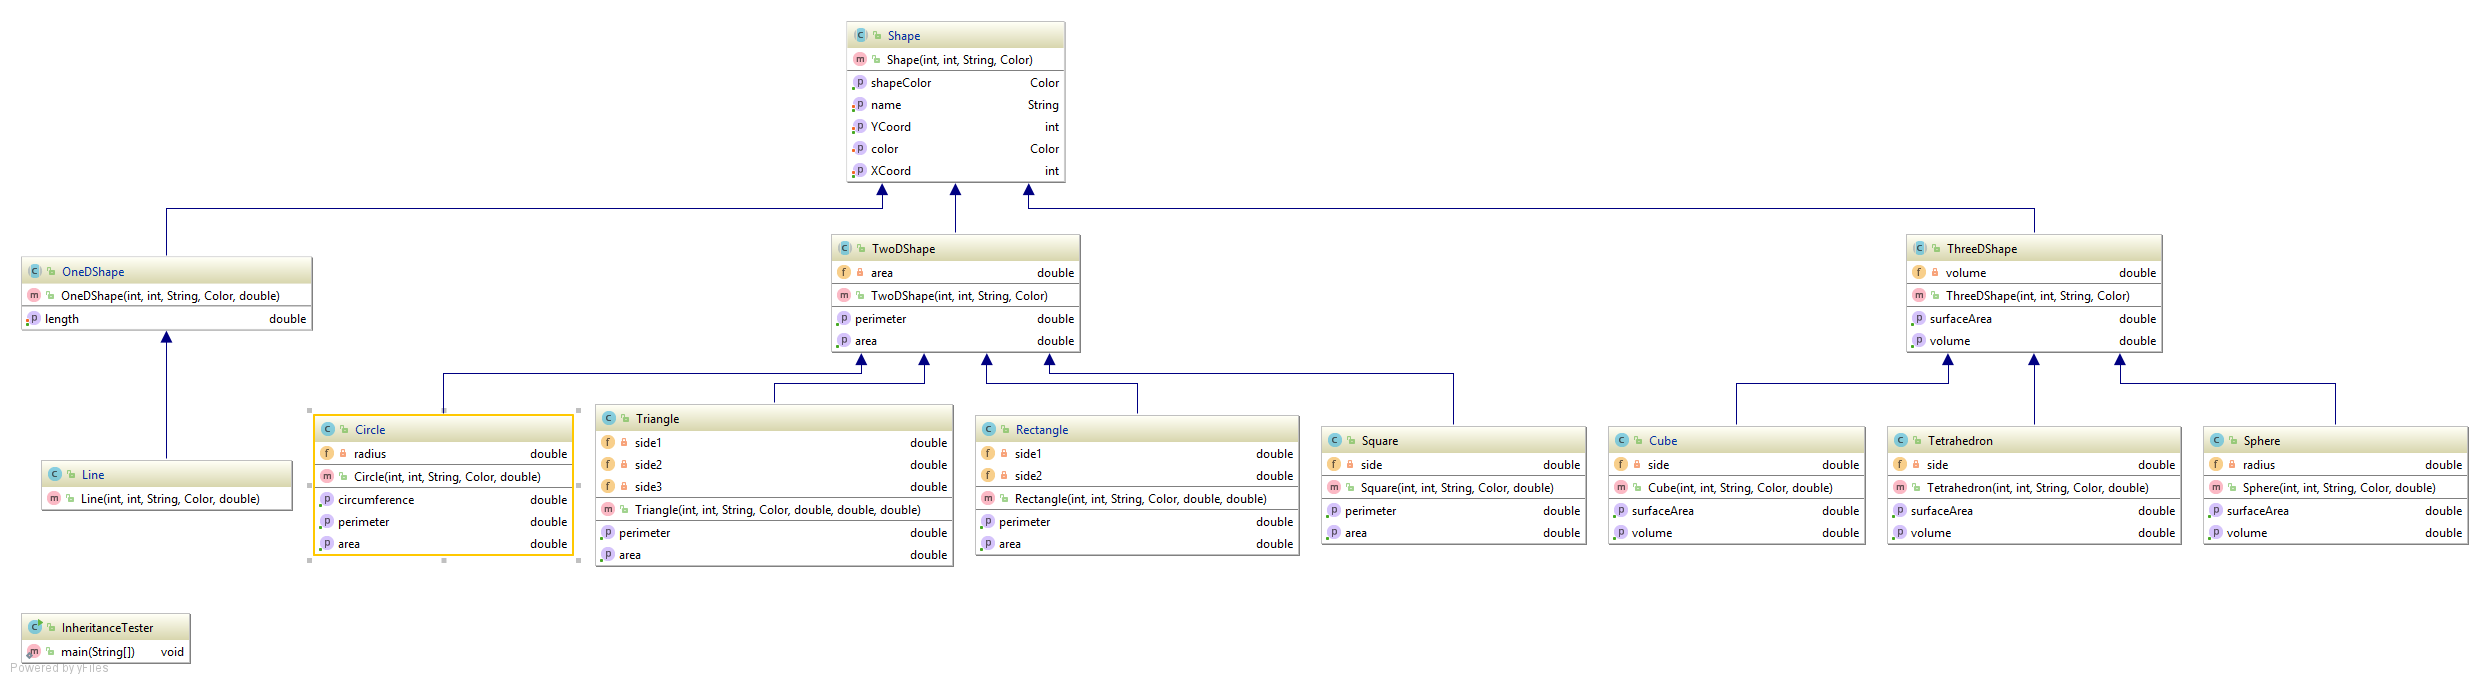 Shape
Shape(int, int, String, Color)
shapeColor Color
name String
YCoord int
color Color
XCoord int
OneDShape
OneDShape(int, int, String, Color, double)
length double
TwoDShape
f area double
m TwoDShape(int, int, String, Color)
p perimeter double
p area double
ThreeDShape
f volume double
m ThreeDShape(int, int, String, Color)
p surfaceArea double
p volume double
C Line
m Line(int, int, String, Color, double)
C Circle
f radius double
m Circle(int, int, String, Color, double)
p circumference double
p perimeter double
p area double
C Triangle
f side1 double
f side2 double
f side3 double
m Triangle(int, int, String, Color, double, double, double)
p perimeter double
p area double
C Rectangle
f side1 double
f side2 double
m Rectangle(int, int, String, Color, double, double)
p perimeter double
p area double
C Square
f side double
m Square(int, int, String, Color, double)
p perimeter double
p area double
C Cube
f side double
m Cube(int, int, String, Color, double)
p surfaceArea double
p volume double
C Tetrahedron
f side double
m Tetrahedron(int, int, String, Color, double)
p surfaceArea double
p volume double
C Sphere
f radius double
m Sphere(int, int, String, Color, double)
p surfaceArea double
p volume double
C InheritanceTester
m main(String[]) void
Powered by yFiles